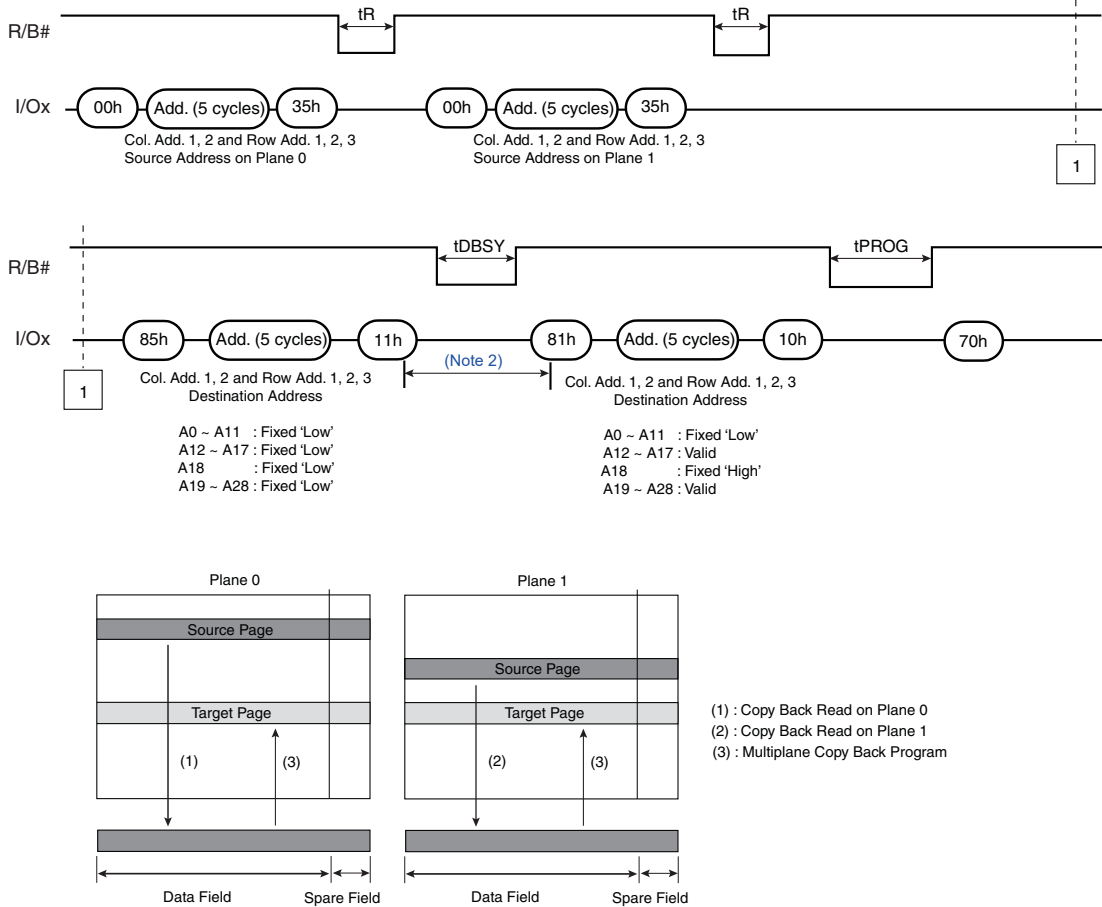 tR
tR
R/B#
I/Ox
00h
Add. (5 cycles)
35h
00h
Add. (5 cycles)
35h
Col. Add. 1, 2 and Row Add. 1, 2, 3
Source Address on Plane 0
Col. Add. 1, 2 and Row Add. 1, 2, 3
Source Address on Plane 1
1
tDBSY
tPROG
R/B#
I/Ox
85h
Add. (5 cycles)
11h
81h
Add. (5 cycles)
10h
70h
(Note 2)
1
Col. Add. 1, 2 and Row Add. 1, 2, 3
Destination Address
Col. Add. 1, 2 and Row Add. 1, 2, 3
Destination Address
A0 ~ A11 : Fixed ‘Low’
A12 ~ A17 : Fixed ‘Low’
A18 : Fixed ‘Low’
A19 ~ A28 : Fixed ‘Low’
A0 ~ A11 : Fixed ‘Low’
A12 ~ A17 : Valid
A18 : Fixed ‘High’
A19 ~ A28 : Valid
Plane 0
Source Page
Target Page
(1)
(3)
Data Field
Spare Field
Plane 1
Source Page
Target Page
(2)
(3)
Data Field
Spare Field
(1) : Copy Back Read on Plane 0
(2) : Copy Back Read on Plane 1
(3) : Multiplane Copy Back Program